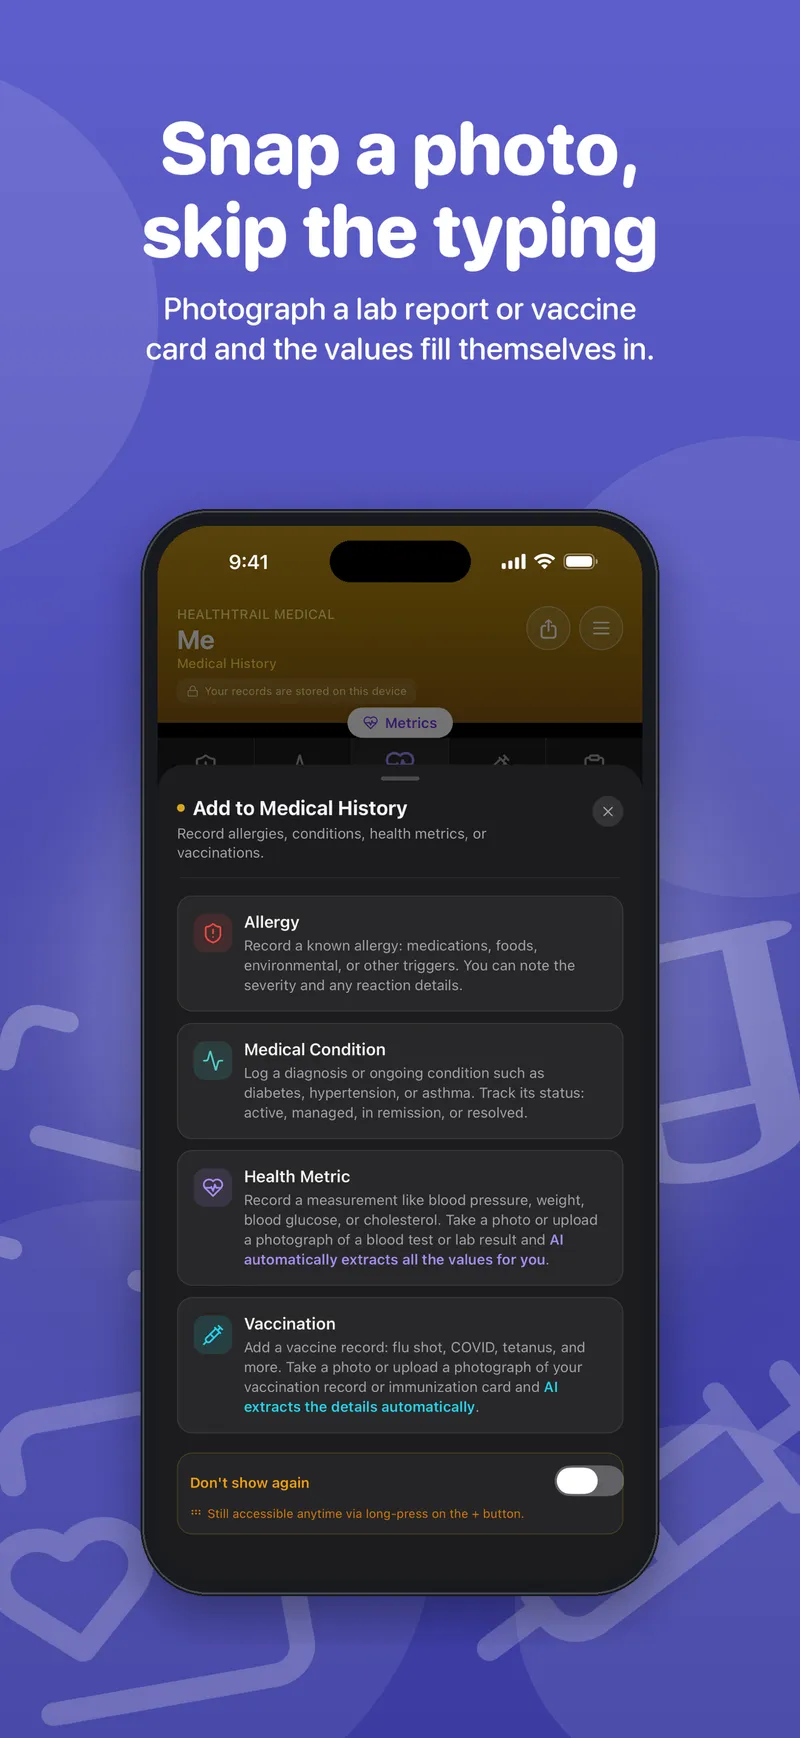 Snap a photo,
skip the typing
Photograph a lab report or vaccine
card and the values fill themselves in.
9:41
HEALTHTRAIL MEDICAL
Me
Medical History
Your records are stored on this device
Metrics
Add to Medical History
Record allergies, conditions, health metrics, or
vaccinations.
Allergy
Record a known allergy: medications, foods,
environmental, or other triggers. You can note the
severity and any reaction details.
Medical Condition
Log a diagnosis or ongoing condition such as
diabetes, hypertension, or asthma. Track its status:
active, managed, in remission, or resolved.
Health Metric
Record a measurement like blood pressure, weight,
blood glucose, or cholesterol. Take a photo or upload
a photograph of a blood test or lab result and AI
automatically extracts all the values for you.
Vaccination
Add a vaccine record: flu shot, COVID, tetanus, and
more. Take a photo or upload a photograph of your
vaccination record or immunization card and AI
extracts the details automatically.
Don't show again
Still accessible anytime via long-press on the + button.